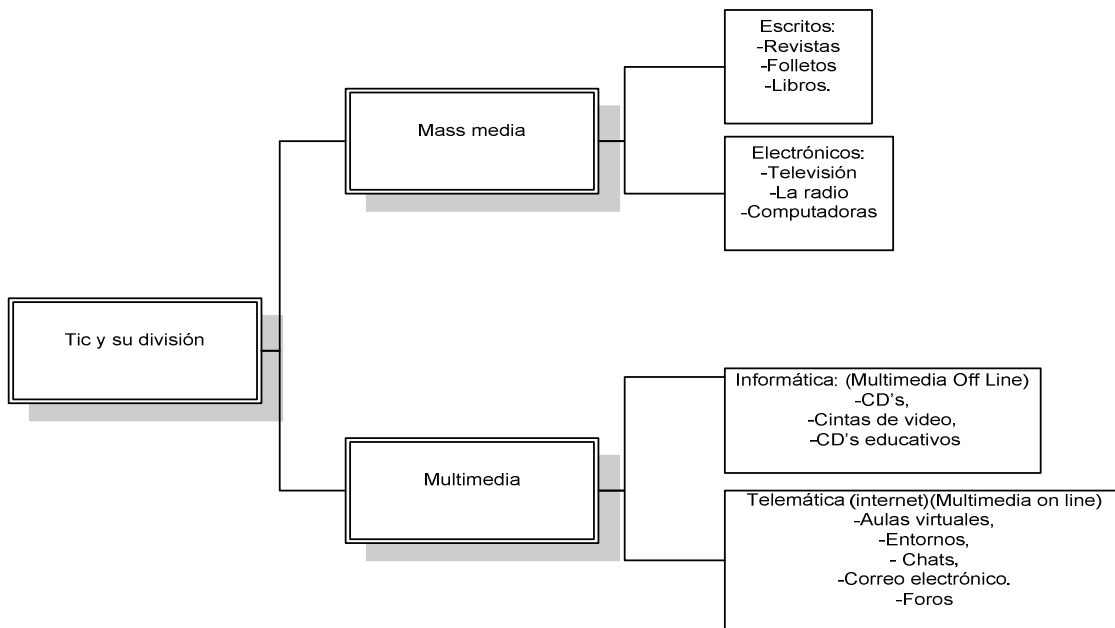 Tic y su división
Mass media
Escritos:
-Revistas
-Folletos
-Libros.
Electrónicos:
-Televisión
-La radio
-Computadoras
Multimedia
Informática: (Multimedia Off Line)
-CD's,
-Cintas de video,
-CD's educativos
Telemática (internet)(Multimedia on line)
-Aulas virtuales,
-Entornos,
- Chats,
-Correo electrónico.
-Foros